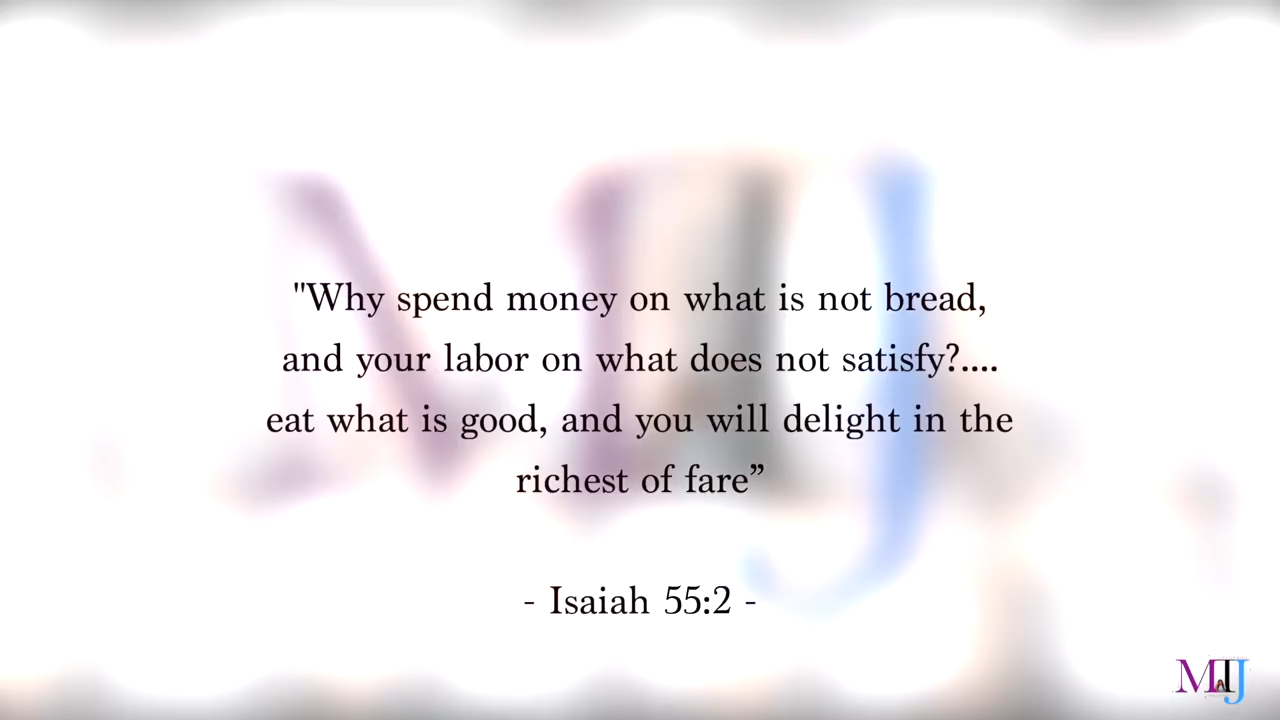 "Why spend money on what is not bread,
and your labor on what does not satisfy?....
eat what is good, and you will delight in the
richest of fare”
- Isaiah 55:2 -
MAIJ